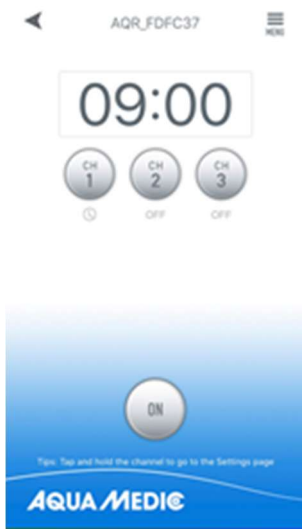 AQR_FDFC37
MENU
09:00
CH 1
CH 2
CH 3
OFF
OFF
ON
Tips: Tap and hold the channel to go to the Settings page
AQUA MEDIC